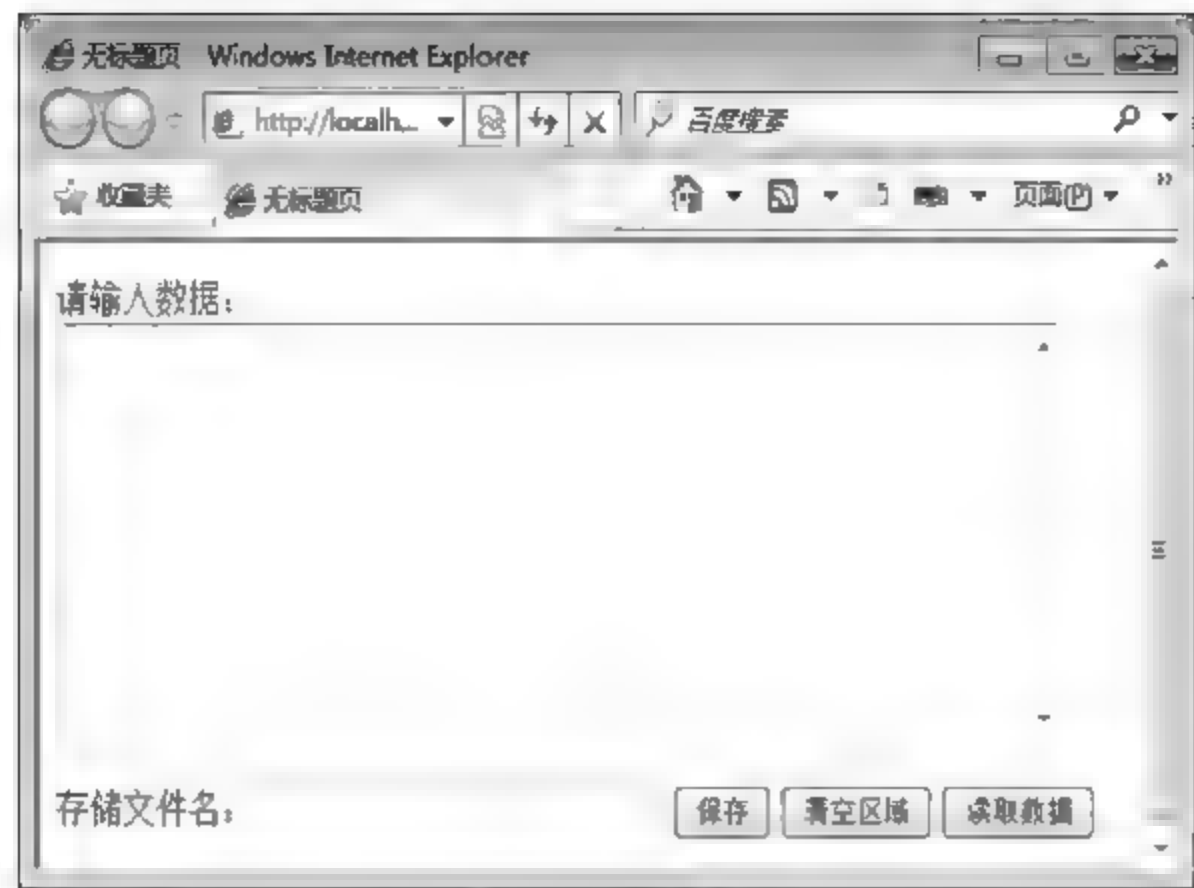 无标题页 Windows Internet Explorer
http://localh...
百度搜索
收藏夹
无标题页
页面(P)
请输入数据:
存储文件名:
保存
清空区域
读取数据